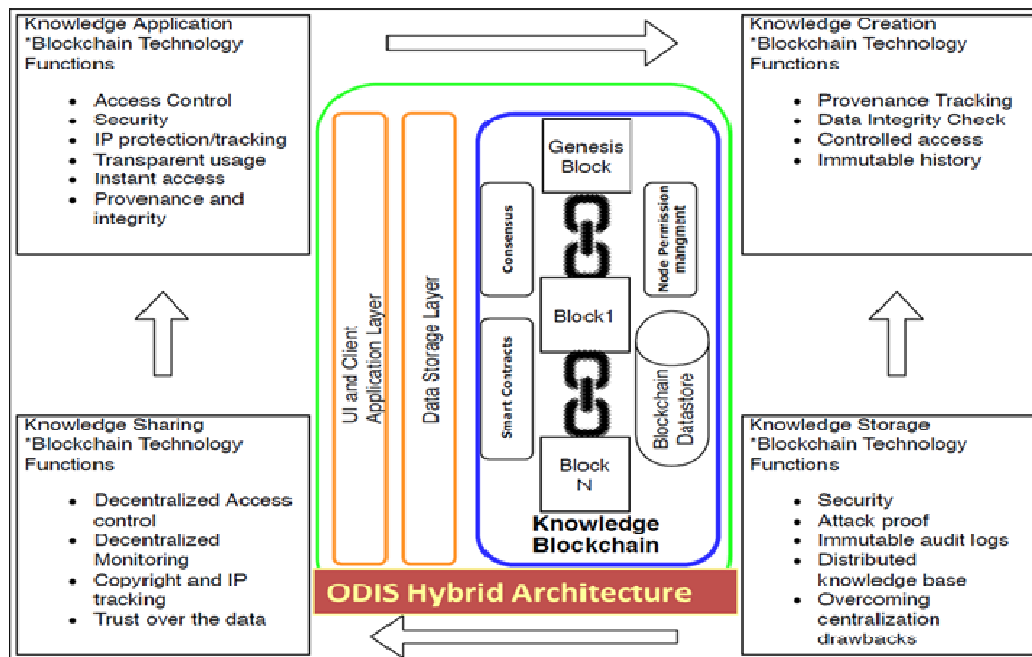 Knowledge Application
*Blockchain Technology
Functions
• Access Control
• Security
• IP protection/tracking
• Transparent usage
• Instant access
• Provenance and
integrity
Knowledge Creation
*Blockchain Technology
Functions
• Provenance Tracking
• Data Integrity Check
• Controlled access
• Immutable history
UI and Client
Application Layer
Data Storage Layer
Consensus
Smart Contracts
Genesis
Block
Block1
Block
N
Node Permission
mangment
Blockchain
Datastore
Knowledge
Blockchain
ODIS Hybrid Architecture
Knowledge Sharing
*Blockchain Technology
Functions
• Decentralized Access
control
• Decentralized
Monitoring
• Copyright and IP
tracking
• Trust over the data
Knowledge Storage
*Blockchain Technology
Functions
• Security
• Attack proof
• Immutable audit logs
• Distributed
knowledge base
• Overcoming
centralization
drawbacks